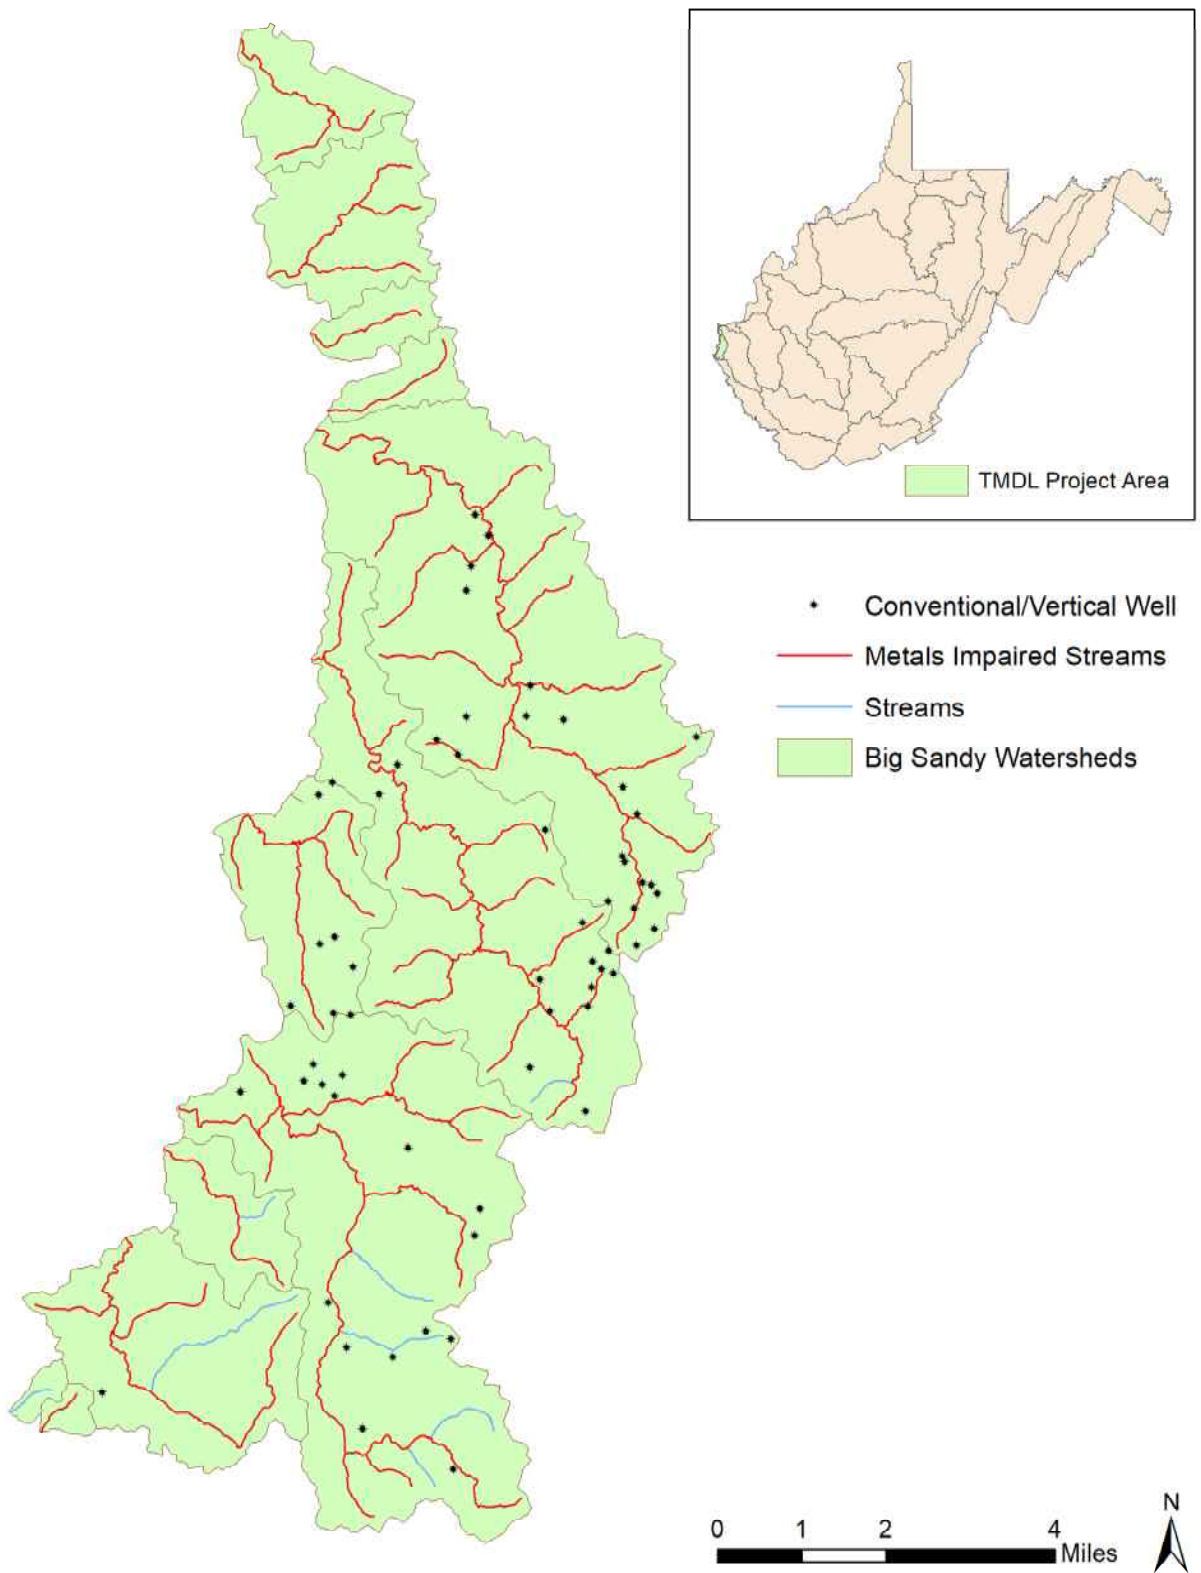 TMDL Project Area
Conventional/Vertical Well
Metals Impaired Streams
Streams
Big Sandy Watersheds
N
0 1 2 4
Miles